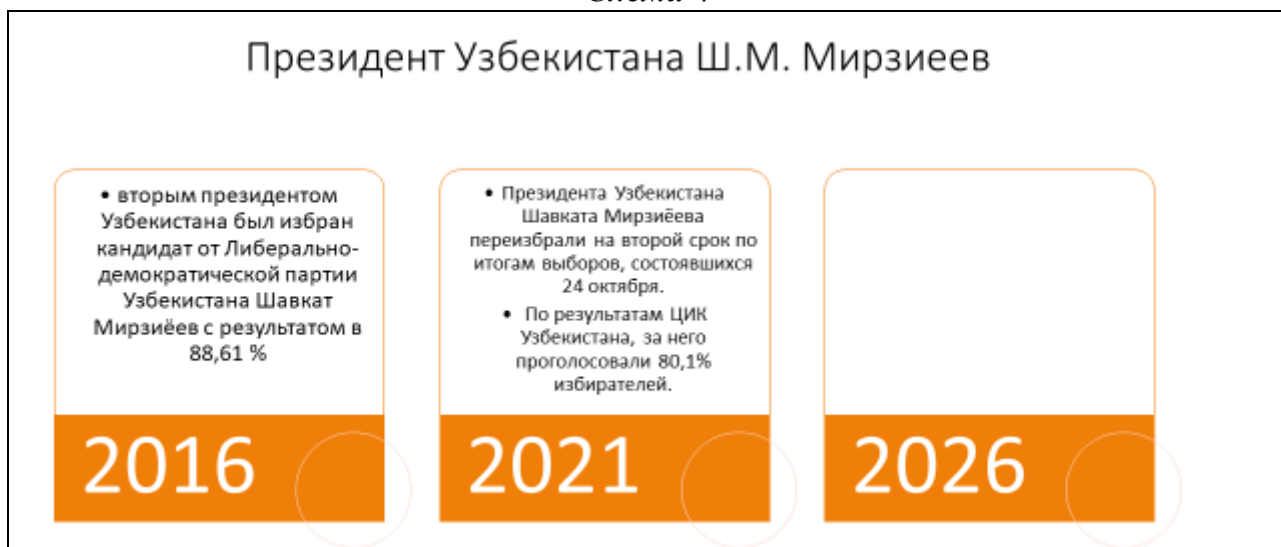 Президент Узбекистана Ш.М. Мирзиеев
• вторым президентом
Узбекистана был избран
кандидат от Либерально-
демократической партии
Узбекистана Шавкат
Мирзиёев с результатом в
88,61 %
2016
• Президента Узбекистана
Шавката Мирзиёева
переизбрали на второй срок по
итогам выборов, состоявшихся
24 октября.
• По результатам ЦИК
Узбекистана, за него
проголосовали 80,1%
избирателей.
2021
2026